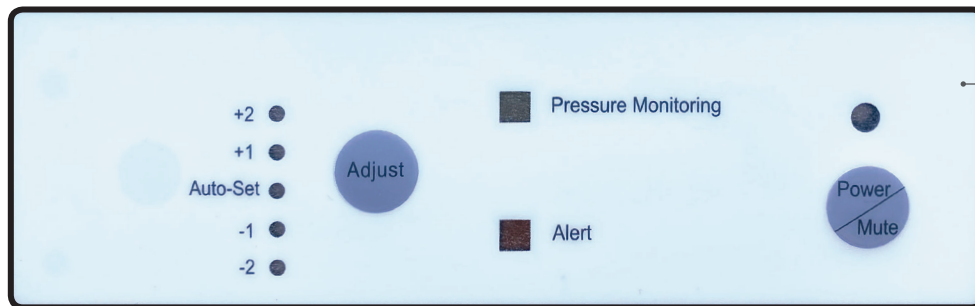 +2
+1
Auto-Set
-1
-2
Adjust
Pressure Monitoring
Alert
Power
Mute